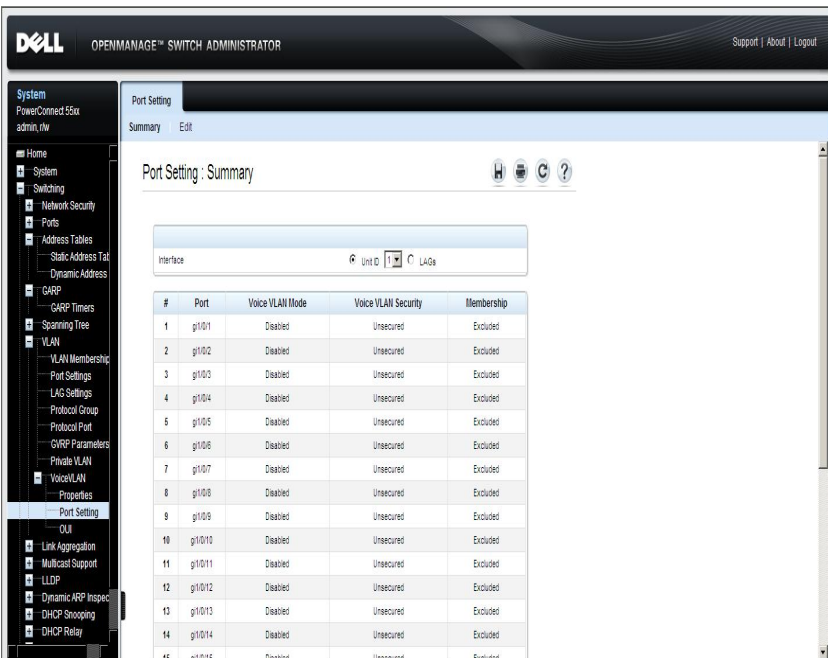 DELL OPENMANAGE™ SWITCH ADMINISTRATOR
Support | About | Logout
System
PowerConnect 55xx
admin, r/w
Home
System
Switching
Network Security
Ports
Address Tables
Static Address Tab
Dynamic Address
GARP
GARP Timers
Spanning Tree
VLAN
VLAN Membership
Port Settings
LAG Settings
Protocol Group
Protocol Port
GVRP Parameters
Private VLAN
VoiceVLAN
Properties
Port Setting
OUI
Link Aggregation
Multicast Support
LLDP
Dynamic ARP Inspec
DHCP Snooping
DHCP Relay
Port Setting
Summary Edit
Port Setting : Summary
Interface Unit ID 1 LAGs
# Port Voice VLAN Mode Voice VLAN Security Membership
1 gi1/0/1 Disabled Unsecured Excluded
2 gi1/0/2 Disabled Unsecured Excluded
3 gi1/0/3 Disabled Unsecured Excluded
4 gi1/0/4 Disabled Unsecured Excluded
5 gi1/0/5 Disabled Unsecured Excluded
6 gi1/0/6 Disabled Unsecured Excluded
7 gi1/0/7 Disabled Unsecured Excluded
8 gi1/0/8 Disabled Unsecured Excluded
9 gi1/0/9 Disabled Unsecured Excluded
10 gi1/0/10 Disabled Unsecured Excluded
11 gi1/0/11 Disabled Unsecured Excluded
12 gi1/0/12 Disabled Unsecured Excluded
13 gi1/0/13 Disabled Unsecured Excluded
14 gi1/0/14 Disabled Unsecured Excluded
15 gi1/0/15 Disabled Unsecured Excluded